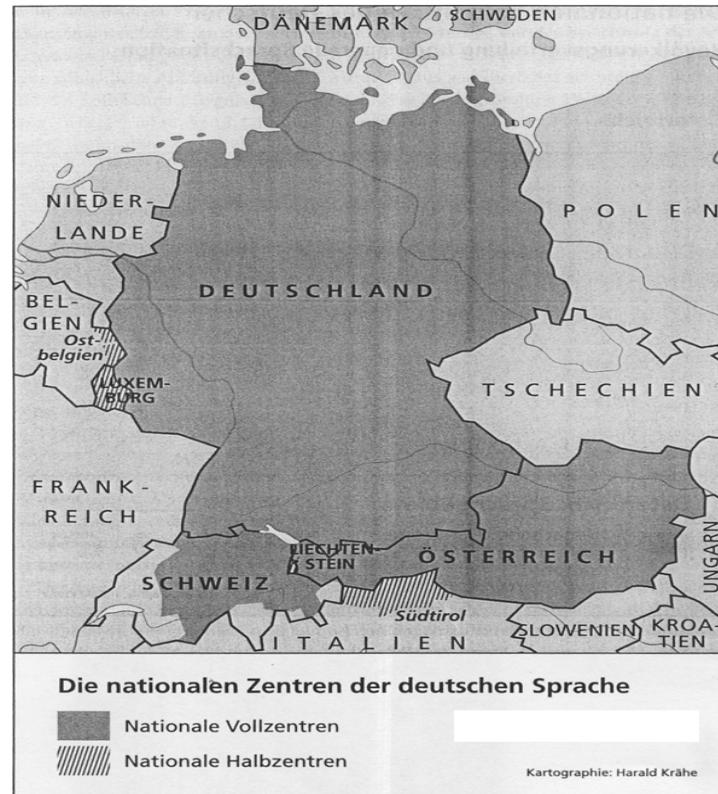 DÄNEMARK
SCHWEDEN
NIEDER-
LANDE
POLEN
DEUTSCHLAND
BEL-
GIEN
Ost-
belgien
LUXEM-
BURG
TSCHECHIEN
FRANK-
REICH
LIECHTEN-
STEIN
ÖSTERREICH
UNGARN
SCHWEIZ
Südtirol
ITALIEN
SLOWENIEN
KROA-
TIEN
Die nationalen Zentren der deutschen Sprache
Nationale Vollzentren
Nationale Halbzentren
Kartographie: Harald Krähe